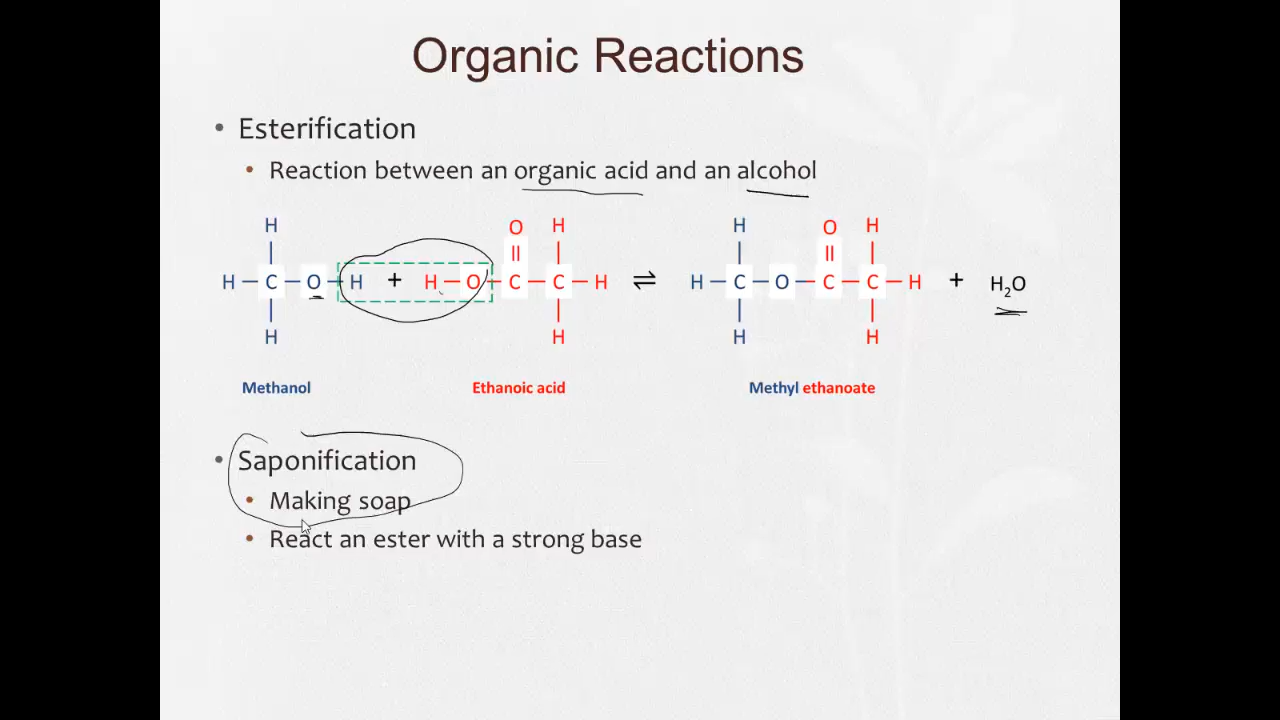 Organic Reactions
• Esterification
• Reaction between an organic acid and an alcohol
H H O H H O H
H — C — O — H + H — O — C — C — H ⇌ H — C — O — C — C — H + H₂O
H H H H
Methanol Ethanoic acid Methyl ethanoate
• Saponification
• Making soap
• React an ester with a strong base